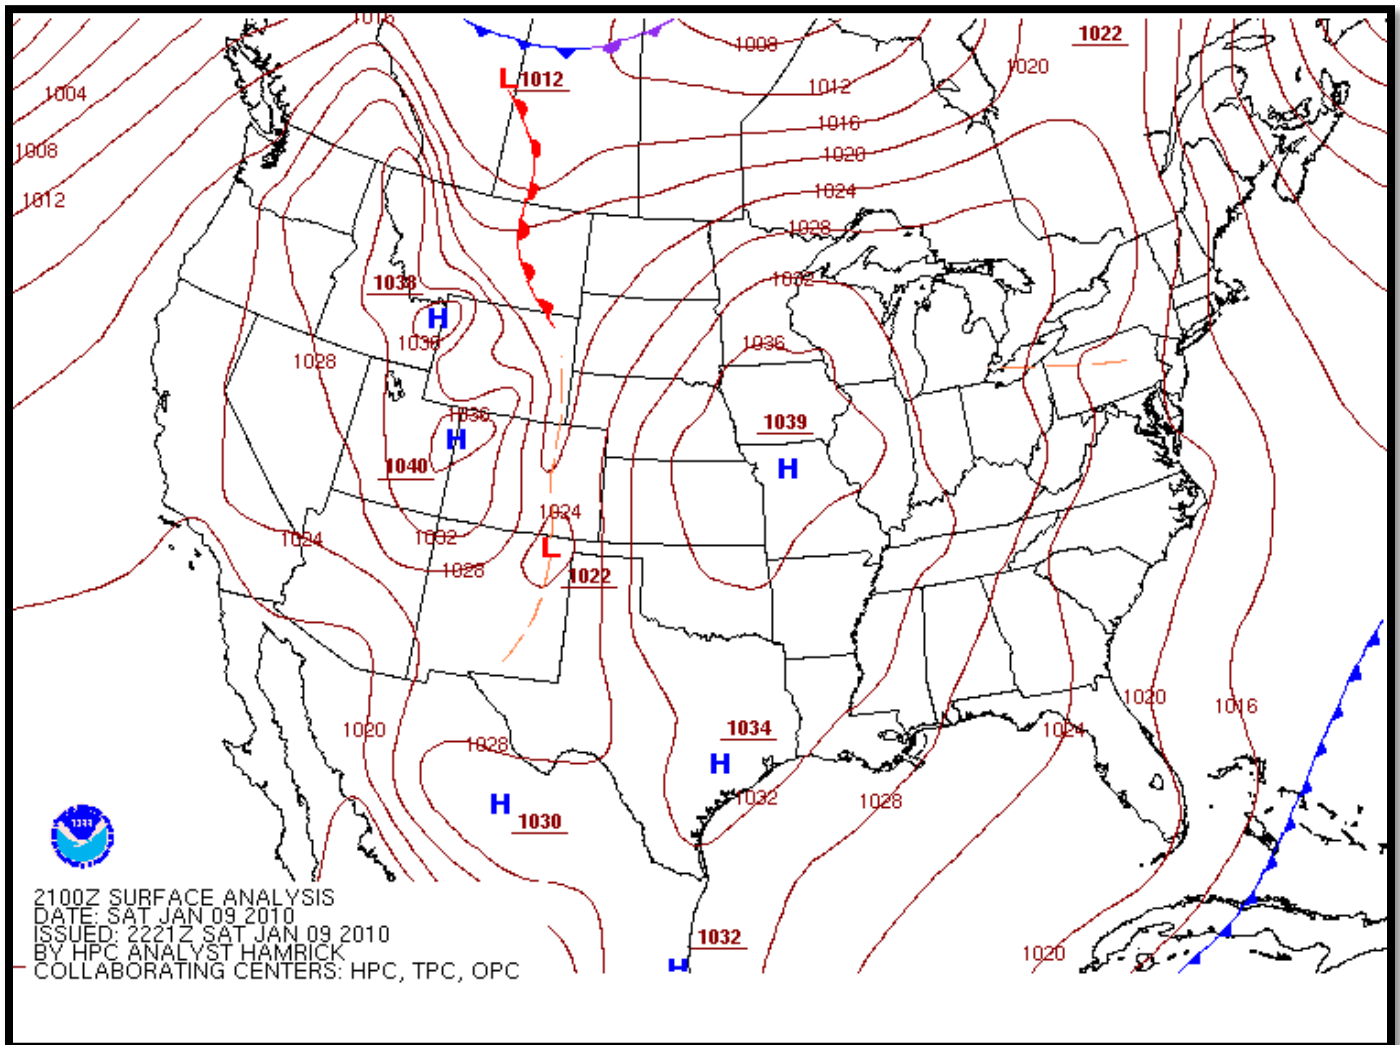 1016
1008
1022
1020
1004
L 1012
1012
1016
1008
1020
1024
1012
1028
1038
1032
H
1036
1036
1028
1036
1039
H
1040
H
1024
1024
1032
L
1028
1022
1020
1016
1020
1034
1024
1028
H
1032
1028
H
1030
2100Z SURFACE ANALYSIS
DATE: SAT JAN 09 2010
ISSUED: 2221Z SAT JAN 09 2010
BY HPC ANALYST HAMRICK
COLLABORATING CENTERS: HPC, TPC, OPC
1032
H
1020